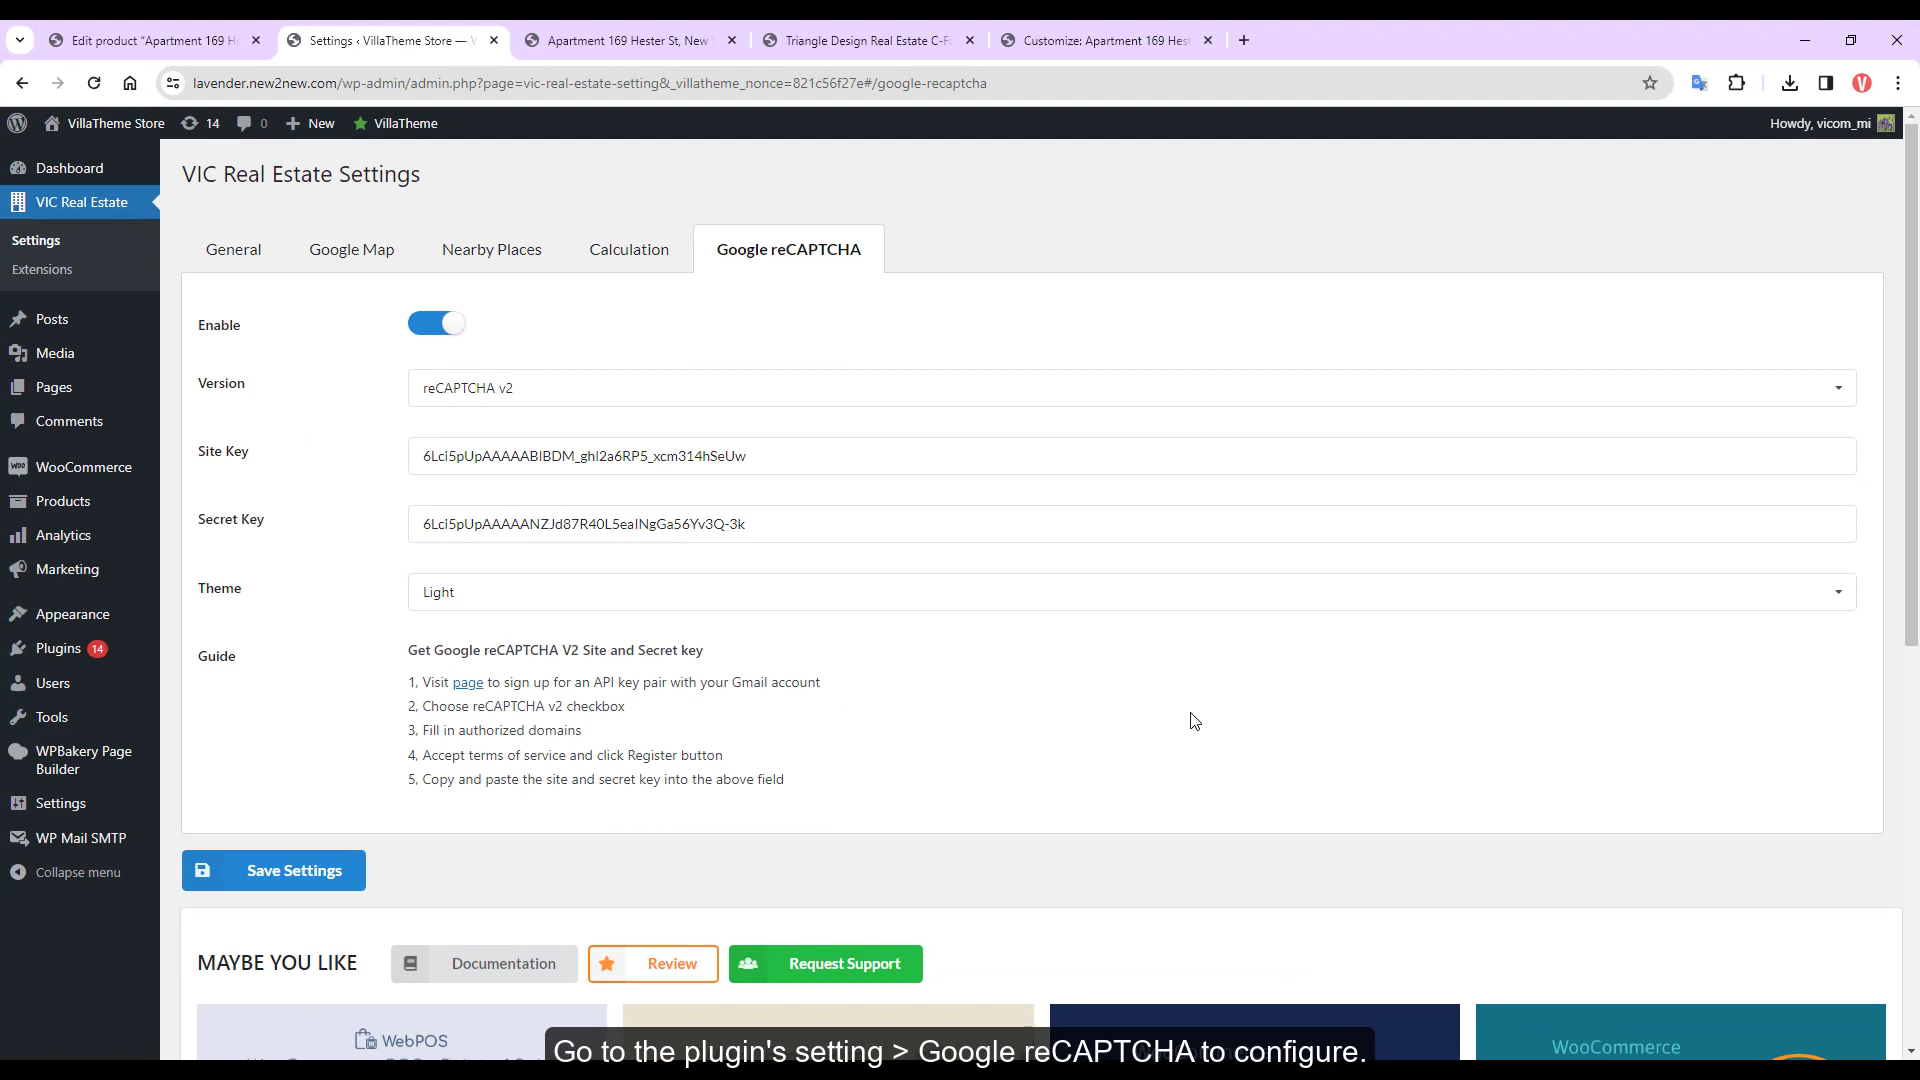 Edit product “Apartment 169 H
Settings ‹ VillaTheme Store —
Apartment 169 Hester St, New
Triangle Design Real Estate C-F
Customize: Apartment 169 Hest
lavender.new2new.com/wp-admin/admin.php?page=vic-real-estate-setting&_villatheme_nonce=821c56f27e#/google-recaptcha
VillaTheme Store
14
0
New
VillaTheme
Howdy, vicom_mi
Dashboard
VIC Real Estate
Settings
Extensions
Posts
Media
Pages
Comments
WooCommerce
Products
Analytics
Marketing
Appearance
Plugins 14
Users
Tools
WPBakery Page
Builder
Settings
WP Mail SMTP
Collapse menu
VIC Real Estate Settings
General
Google Map
Nearby Places
Calculation
Google reCAPTCHA
Enable
Version
reCAPTCHA v2
Site Key
6Lci5pUpAAAAABIBDM_ghl2a6RP5_xcm314hSeUw
Secret Key
6Lci5pUpAAAAANZJd87R40L5eaINgGa56Yv3Q-3k
Theme
Light
Guide
Get Google reCAPTCHA V2 Site and Secret key
1, Visit page to sign up for an API key pair with your Gmail account
2, Choose reCAPTCHA v2 checkbox
3, Fill in authorized domains
4, Accept terms of service and click Register button
5, Copy and paste the site and secret key into the above field
Save Settings
MAYBE YOU LIKE
Documentation
Review
Request Support
WebPOS
WooCommerce
Go to the plugin's setting > Google reCAPTCHA to configure.